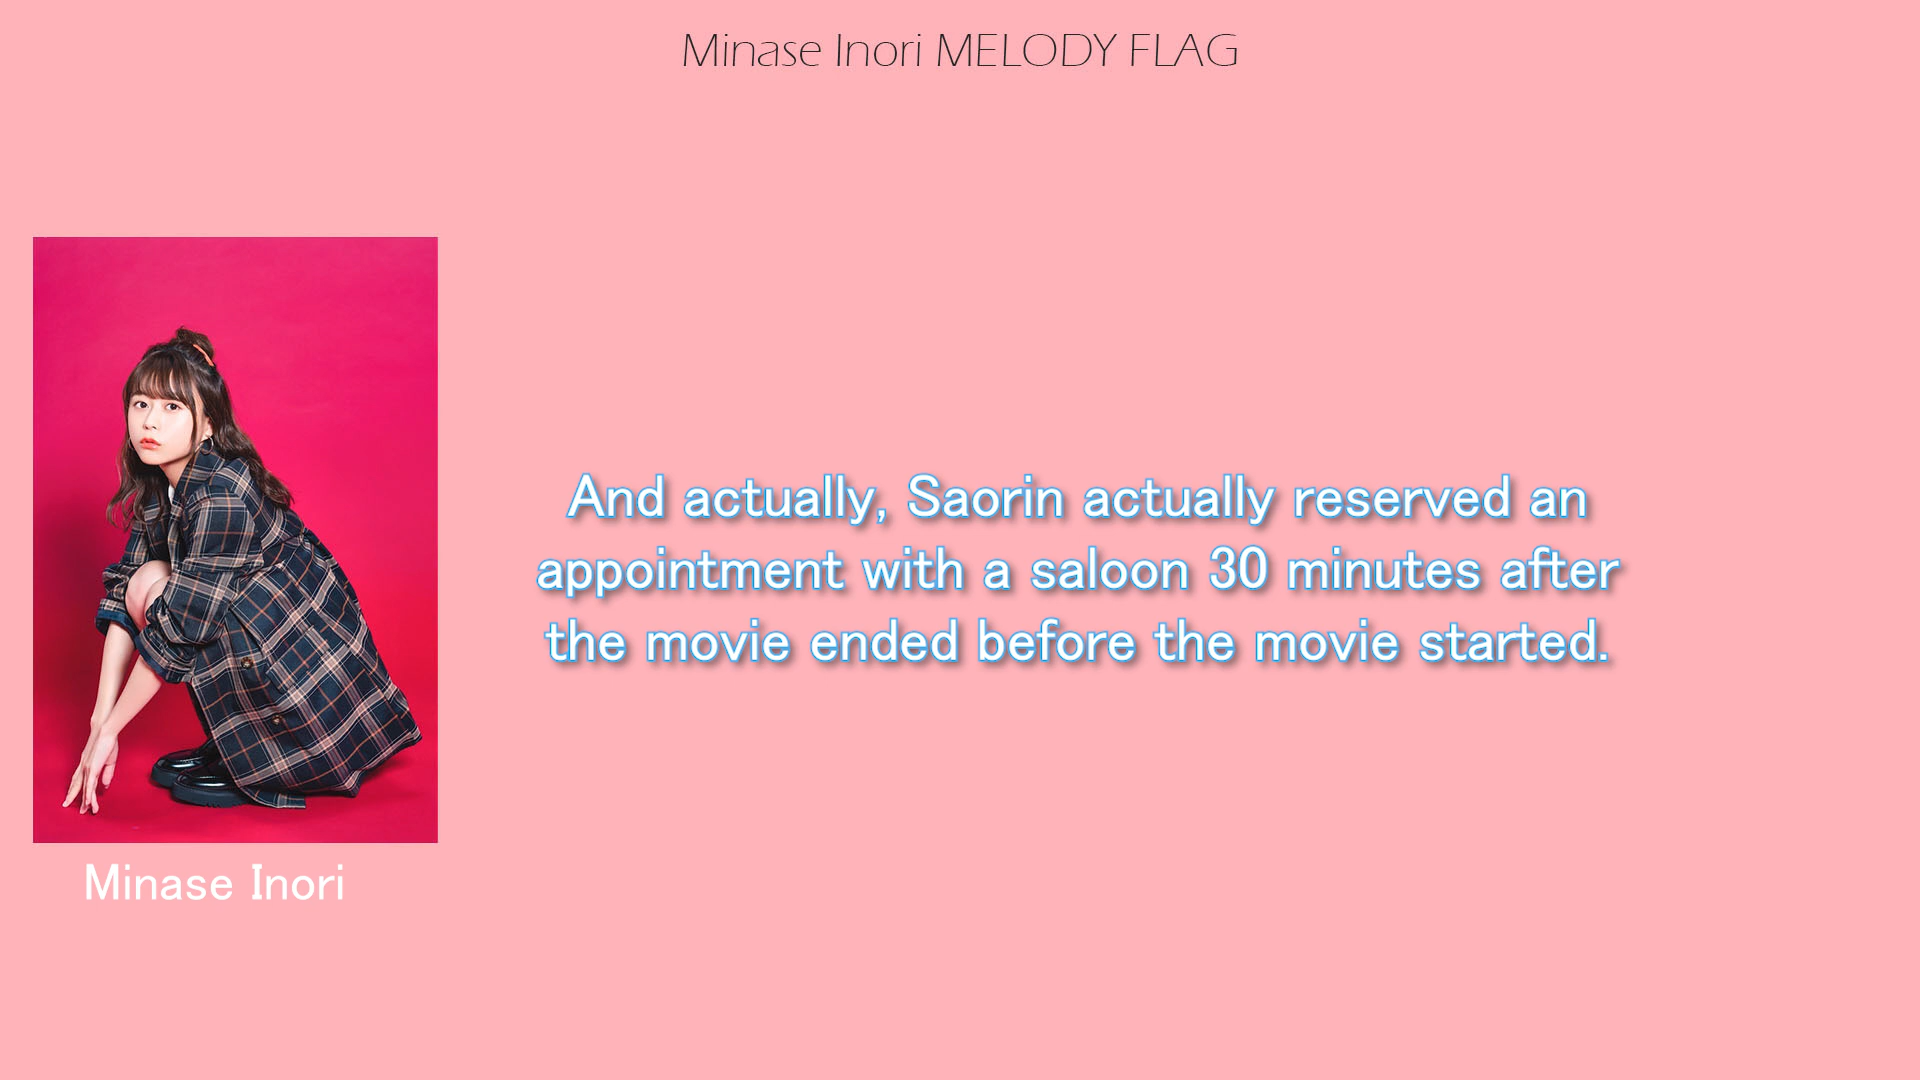 Minase Inori MELODY FLAG
And actually, Saorin actually reserved an
appointment with a saloon 30 minutes after
the movie ended before the movie started.
Minase Inori